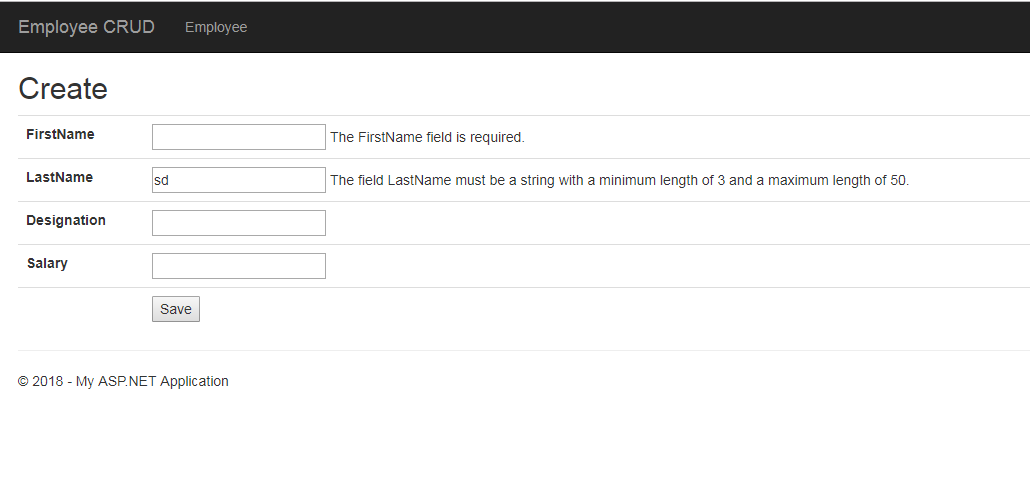 Employee CRUD Employee
Create
FirstName The FirstName field is required.
LastName sd The field LastName must be a string with a minimum length of 3 and a maximum length of 50.
Designation
Salary
Save
© 2018 - My ASP.NET Application